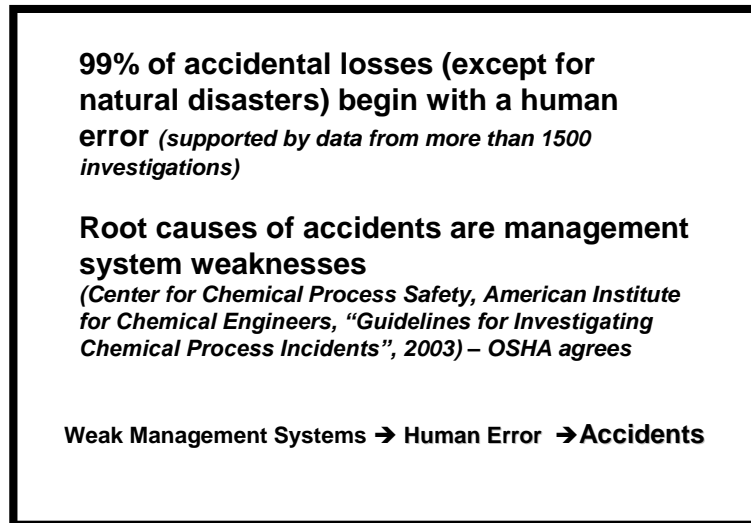 99% of accidental losses (except for
natural disasters) begin with a human
error (supported by data from more than 1500
investigations)
Root causes of accidents are management
system weaknesses
(Center for Chemical Process Safety, American Institute
for Chemical Engineers, “Guidelines for Investigating
Chemical Process Incidents”, 2003) – OSHA agrees
Weak Management Systems ➔ Human Error ➔Accidents